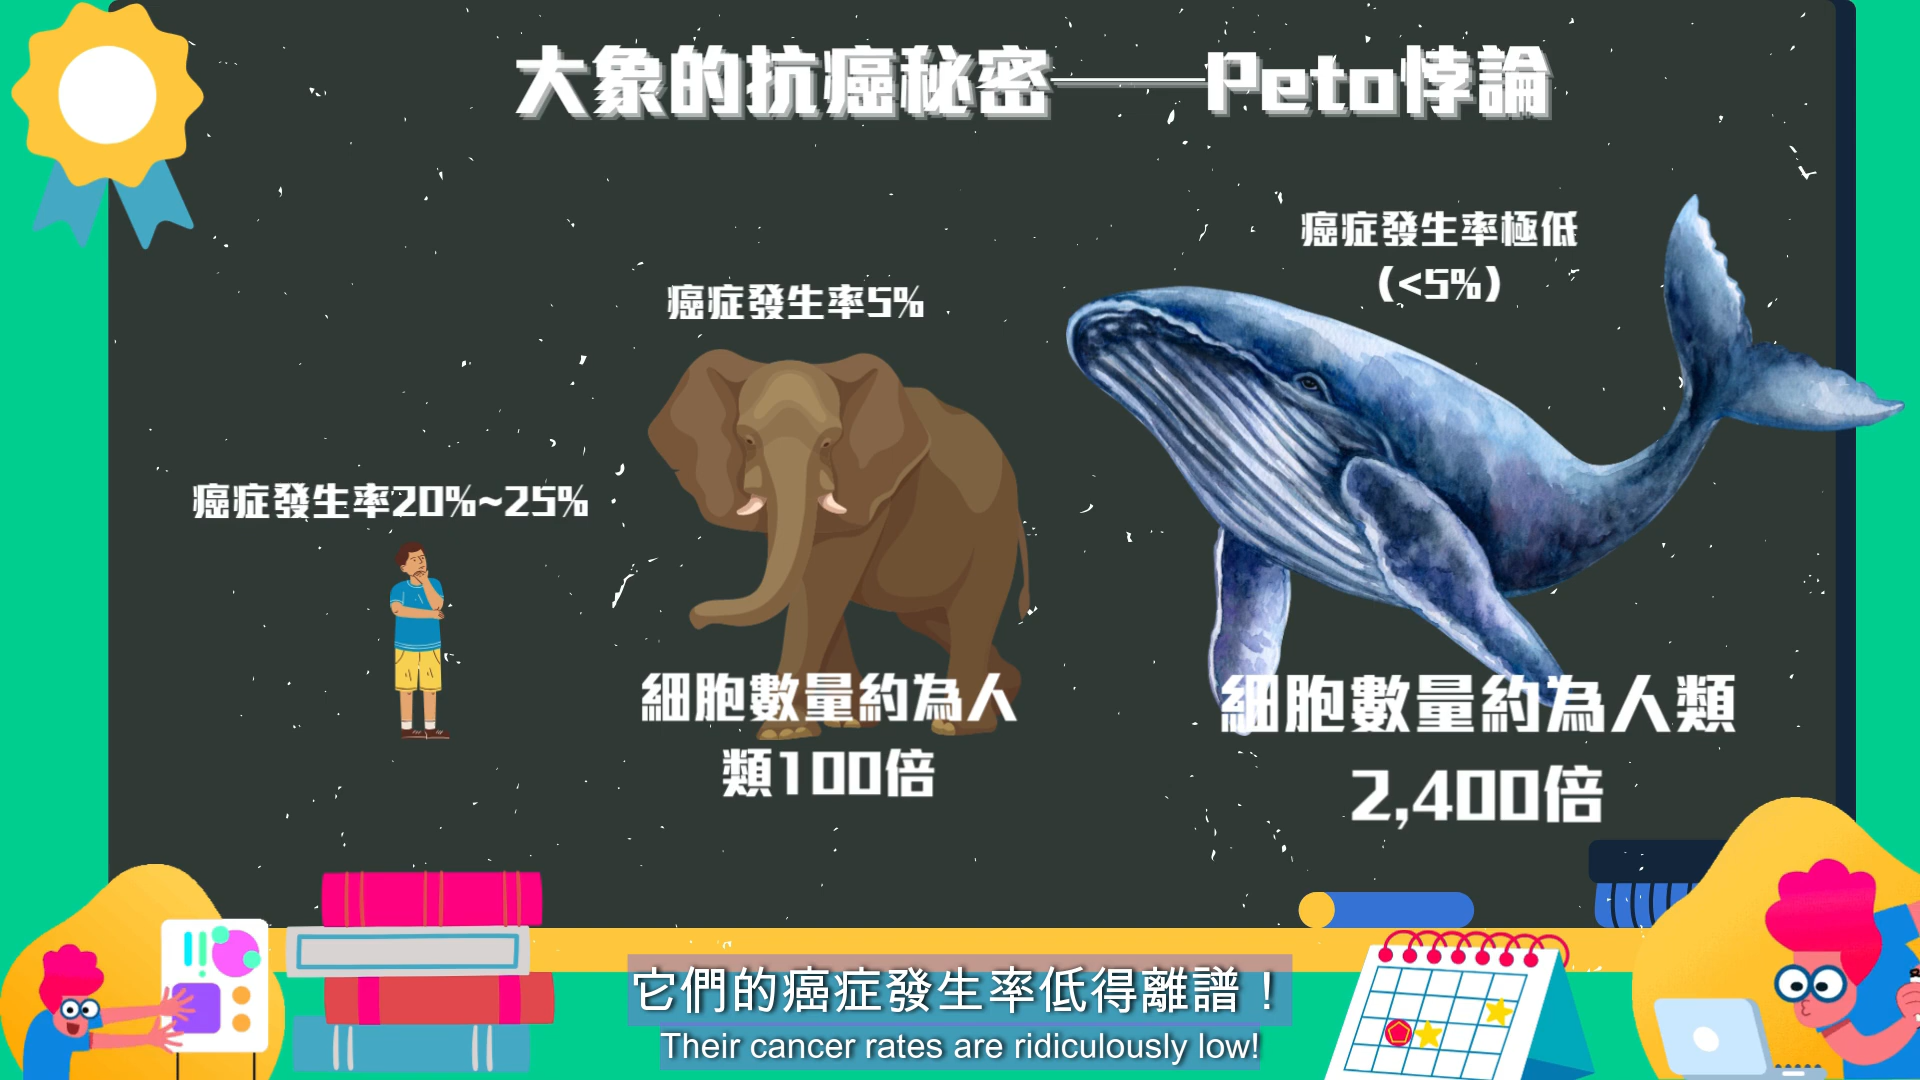 大象的抗癌秘密——Peto悖論
癌症發生率極低
(<5%)
癌症發生率5%
癌症發生率20%~25%
細胞數量約為人
類100倍
細胞數量約為人類
2,400倍
它們的癌症發生率低得離譜！
Their cancer rates are ridiculously low!